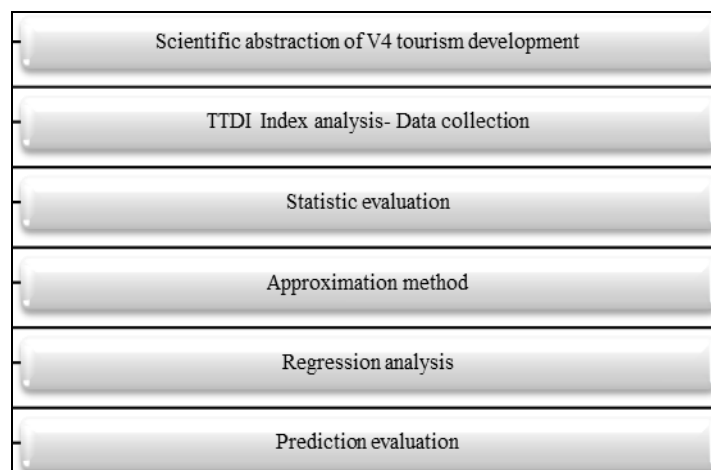 Scientific abstraction of V4 tourism development
TTDI Index analysis- Data collection
Statistic evaluation
Approximation method
Regression analysis
Prediction evaluation